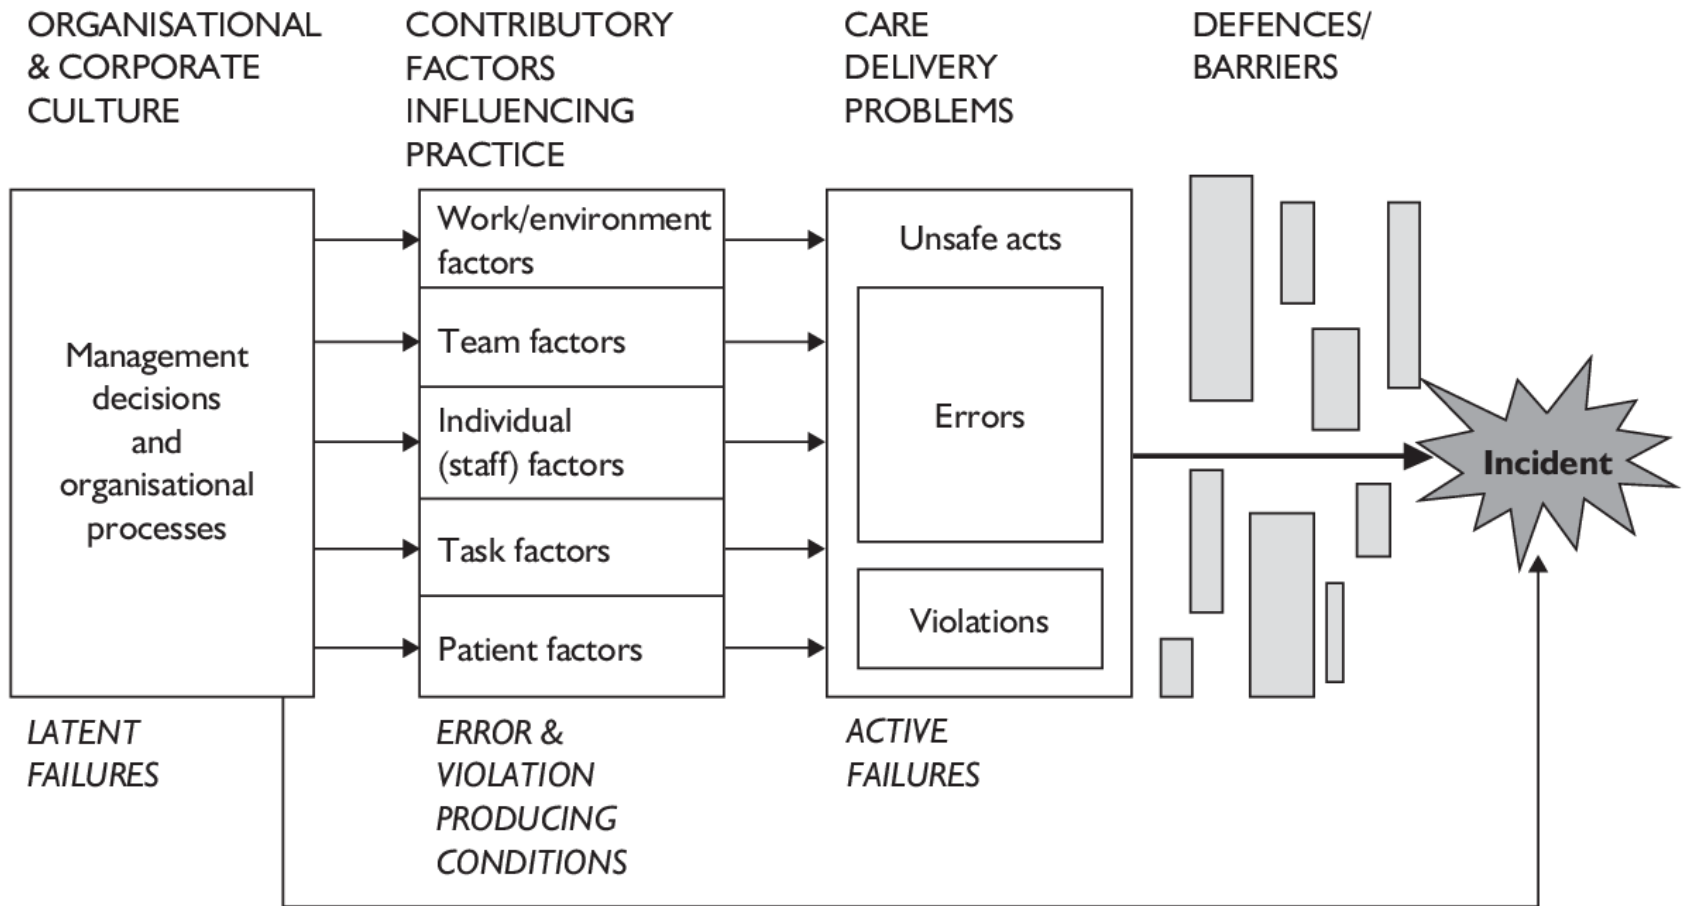 ORGANISATIONAL
& CORPORATE
CULTURE
CONTRIBUTORY
FACTORS
INFLUENCING
PRACTICE
CARE
DELIVERY
PROBLEMS
DEFENCES/
BARRIERS
Management
decisions
and
organisational
processes
Work/environment
factors
Team factors
Individual
(staff) factors
Task factors
Patient factors
Unsafe acts
Errors
Violations
Incident
LATENT
FAILURES
ERROR &
VIOLATION
PRODUCING
CONDITIONS
ACTIVE
FAILURES